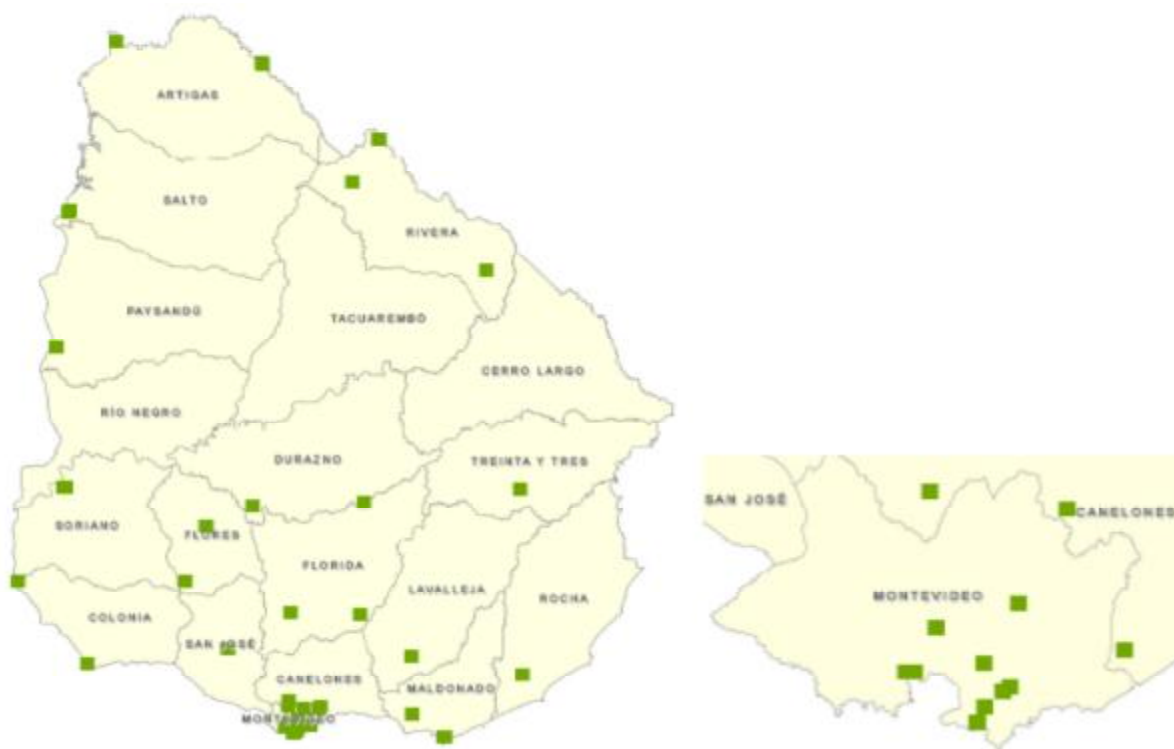 ARTIGAS
SALTO
RIVERA
PAYSANDÚ
TACUAREMBÓ
CERRO LARGO
RÍO NEGRO
DURAZNO
TREINTA Y TRES
SORIANO
FLORES
FLORIDA
LAVALLEJA
ROCHA
COLONIA
SAN JOSÉ
CANELONES
MALDONADO
MONTEVIDEO
SAN JOSÉ
CANELONES
MONTEVIDEO